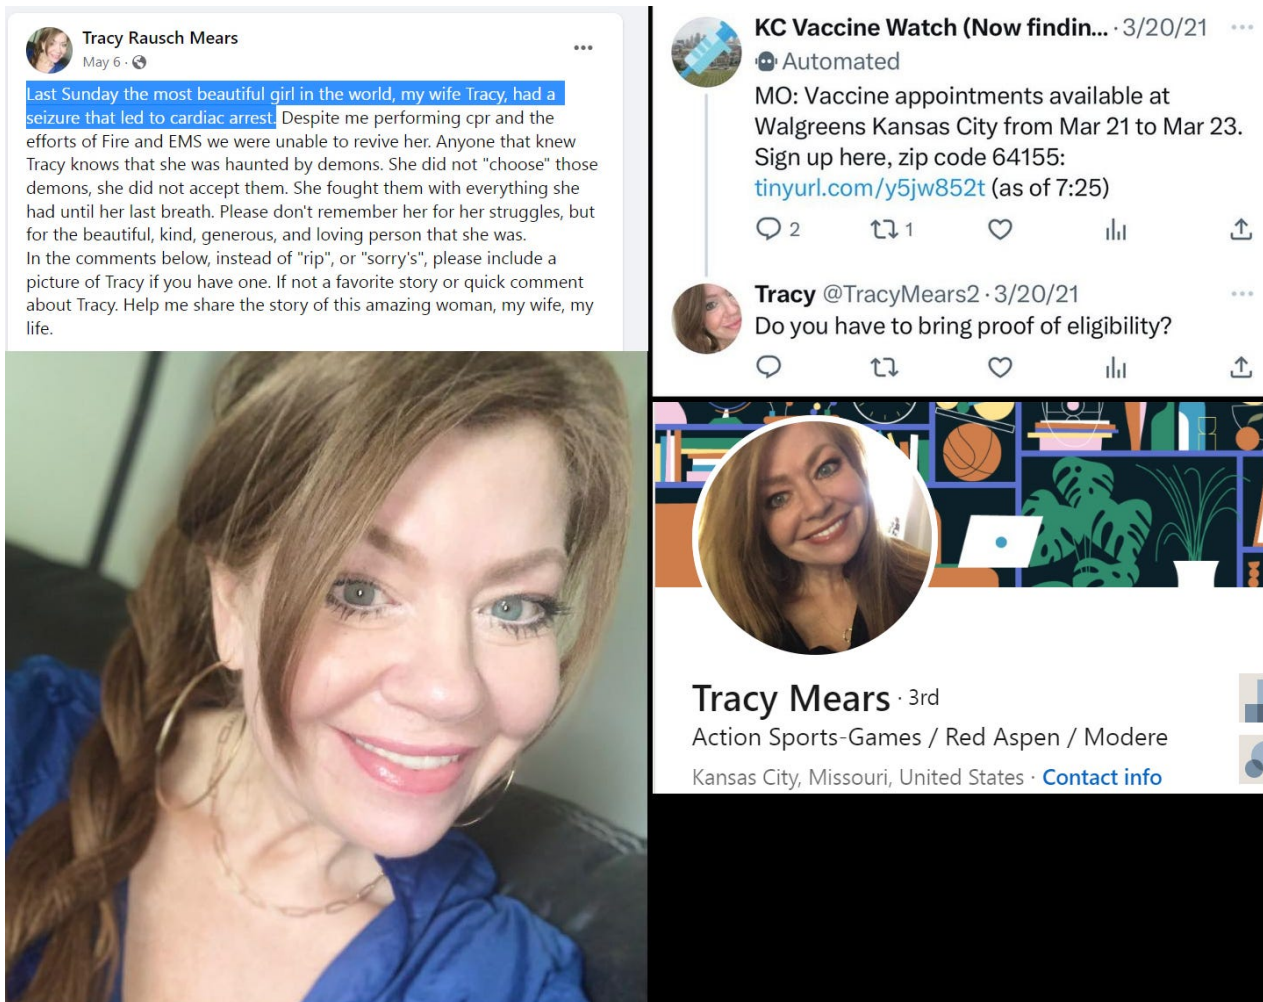 Tracy Rausch Mears
May 6 ·
Last Sunday the most beautiful girl in the world, my wife Tracy, had a
seizure that led to cardiac arrest. Despite me performing cpr and the
efforts of Fire and EMS we were unable to revive her. Anyone that knew
Tracy knows that she was haunted by demons. She did not "choose" those
demons, she did not accept them. She fought them with everything she
had until her last breath. Please don't remember her for her struggles, but
for the beautiful, kind, generous, and loving person that she was.
In the comments below, instead of "rip", or "sorry's", please include a
picture of Tracy if you have one. If not a favorite story or quick comment
about Tracy. Help me share the story of this amazing woman, my wife, my
life.
KC Vaccine Watch (Now findin... · 3/20/21
Automated
MO: Vaccine appointments available at
Walgreens Kansas City from Mar 21 to Mar 23.
Sign up here, zip code 64155:
tinyurl.com/y5jw852t (as of 7:25)
2 1
Tracy @TracyMears2 · 3/20/21
Do you have to bring proof of eligibility?
Tracy Mears · 3rd
Action Sports-Games / Red Aspen / Modere
Kansas City, Missouri, United States · Contact info